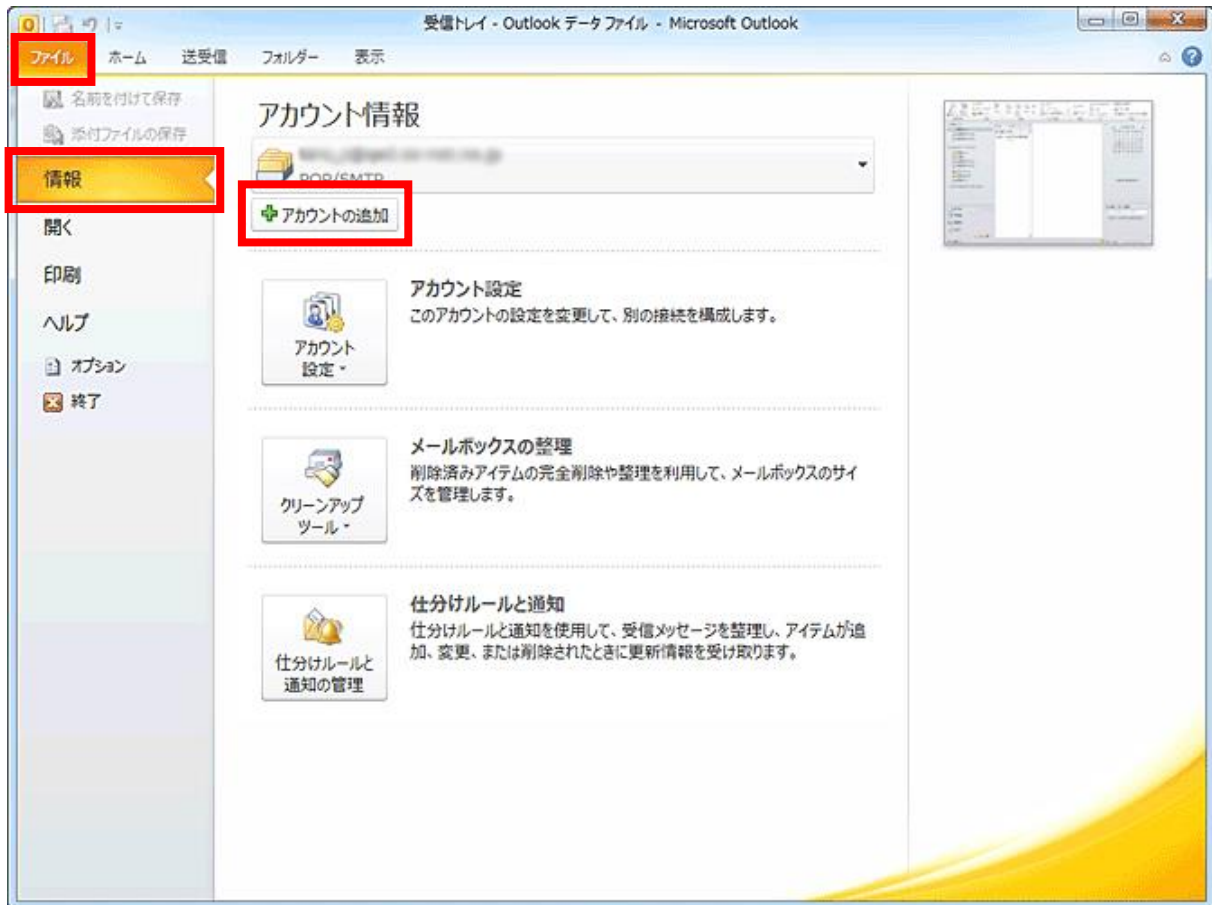 受信トレイ - Outlook データ ファイル - Microsoft Outlook
ファイル ホーム 送受信 フォルダー 表示
名前を付けて保存
添付ファイルの保存
情報
開く
印刷
ヘルプ
オプション
終了
アカウント情報
POP/SMTP
アカウントの追加
アカウント
設定
アカウント設定
このアカウントの設定を変更して、別の接続を構成します。
クリーンアップ
ツール
メールボックスの整理
削除済みアイテムの完全削除や整理を利用して、メールボックスのサイ
ズを管理します。
仕分けルールと
通知の管理
仕分けルールと通知
仕分けルールと通知を使用して、受信メッセージを整理し、アイテムが追
加、変更、または削除されたときに更新情報を受け取ります。